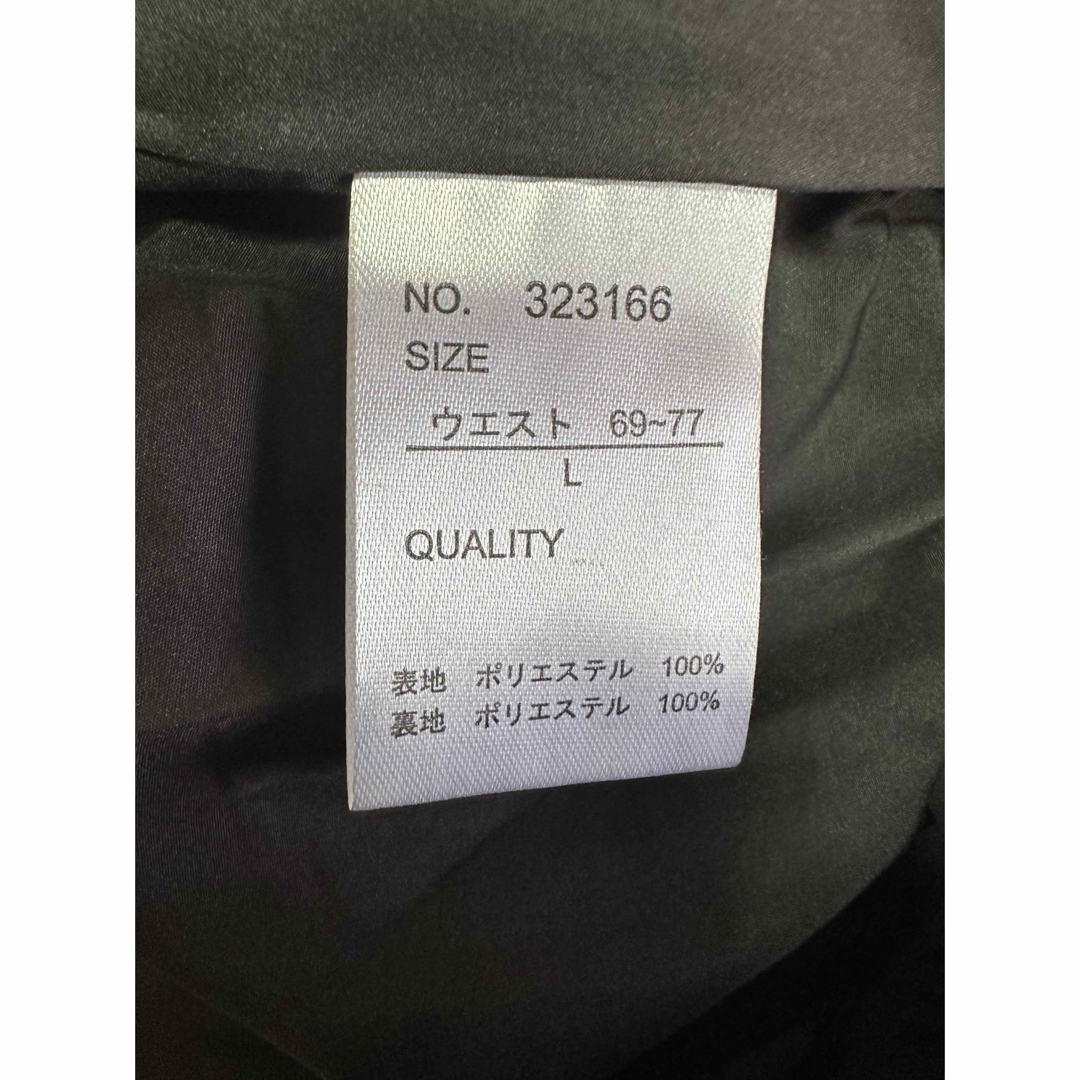 NO. 323166
SIZE
ウエスト 69~77
L
QUALITY
表地 ポリエステル 100%
裏地 ポリエステル 100%